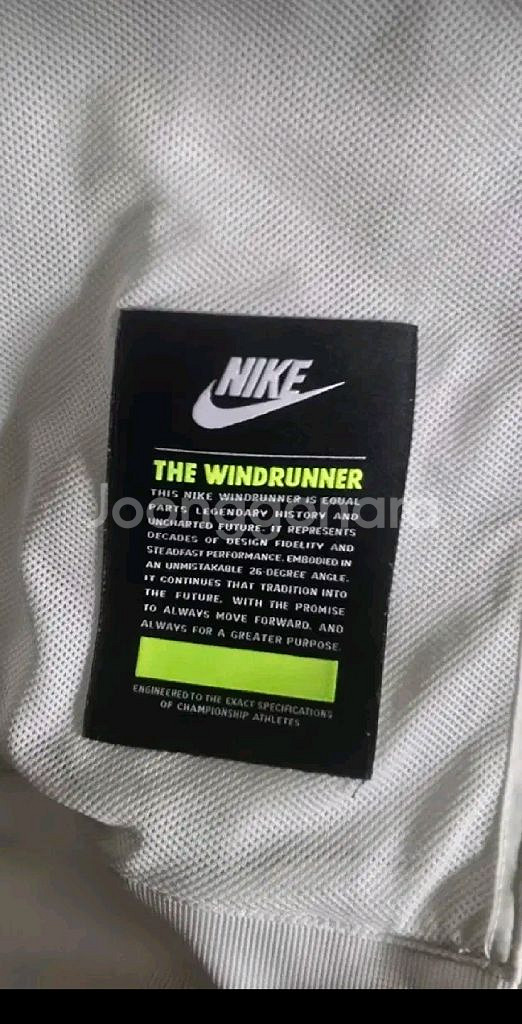 NIKE
THE WINDRUNNER
THIS NIKE WINDRUNNER IS EQUAL
PARTS LEGENDARY HISTORY AND
UNCHARTED FUTURE. IT REPRESENTS
DECADES OF DESIGN FIDELITY AND
STEADFAST PERFORMANCE. EMBODIED IN
AN UNMISTAKABLE 26-DEGREE ANGLE.
IT CONTINUES THAT TRADITION INTO
THE FUTURE. WITH THE PROMISE
TO ALWAYS MOVE FORWARD. AND
ALWAYS FOR A GREATER PURPOSE.
ENGINEERED TO THE EXACT SPECIFICATIONS
OF CHAMPIONSHIP ATHLETES